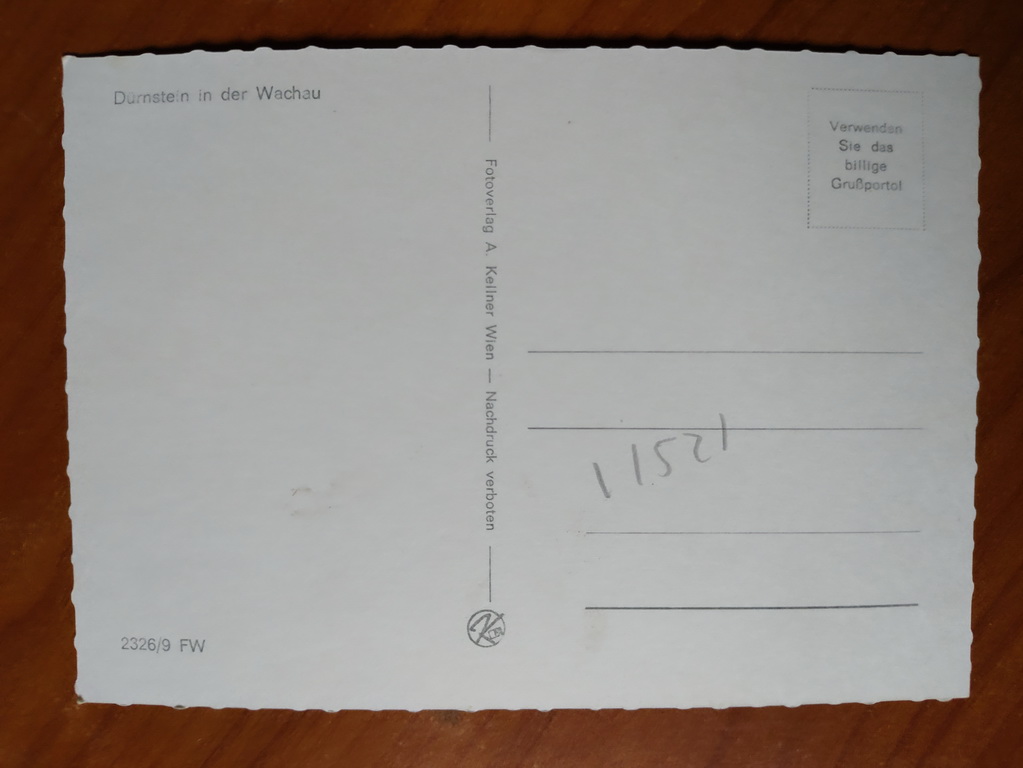 Dürnstein in der Wachau
Verwenden
Sie das
billige
Grußporto!
Fotoverlag A. Kellner Wien — Nachdruck verboten
11521
2326/9 FW